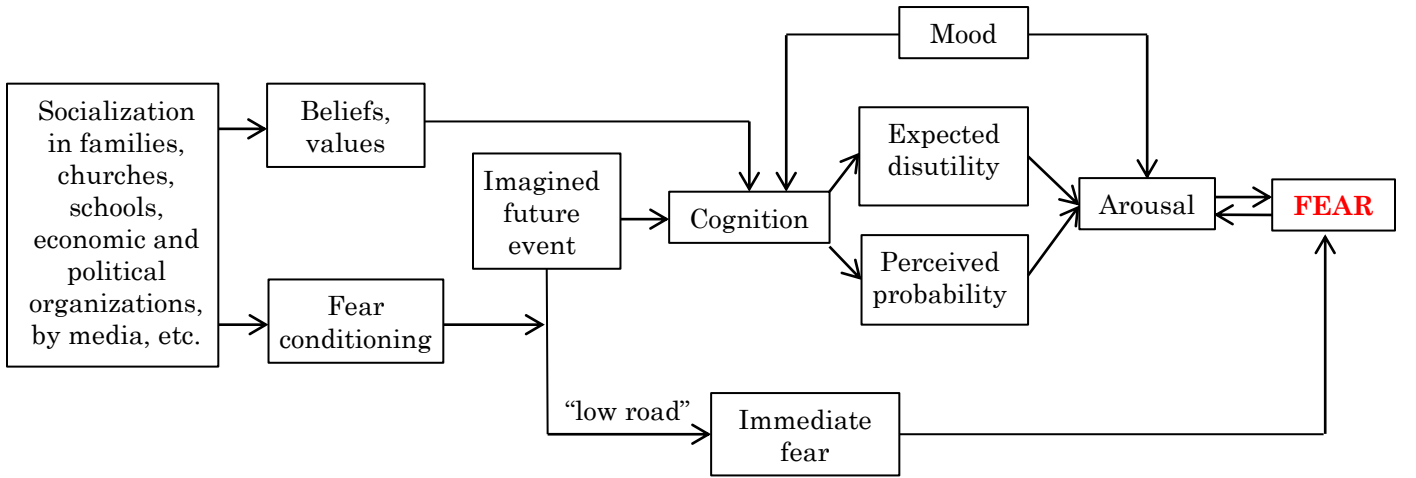 Mood
Socialization
in families,
churches,
schools,
economic and
political
organizations,
by media, etc.
Beliefs,
values
Imagined
future
event
Cognition
Expected
disutility
Perceived
probability
Arousal
FEAR
Fear
conditioning
“low road”
Immediate
fear